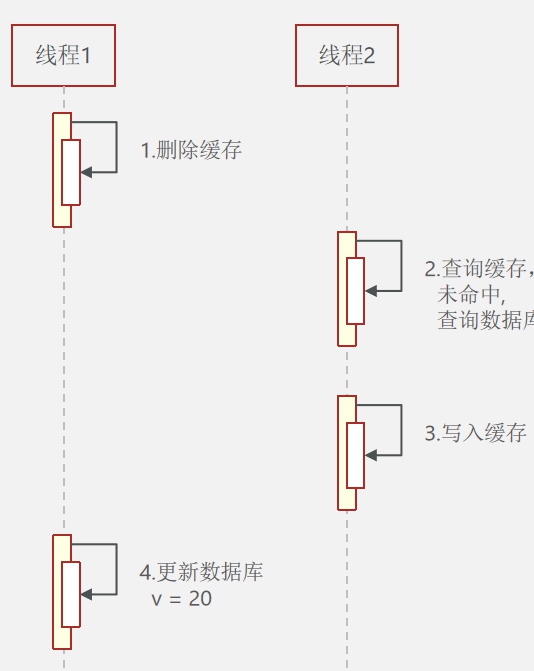 线程1
线程2
1.删除缓存
2.查询缓存，
未命中,
查询数据库
3.写入缓存
4.更新数据库
v = 20